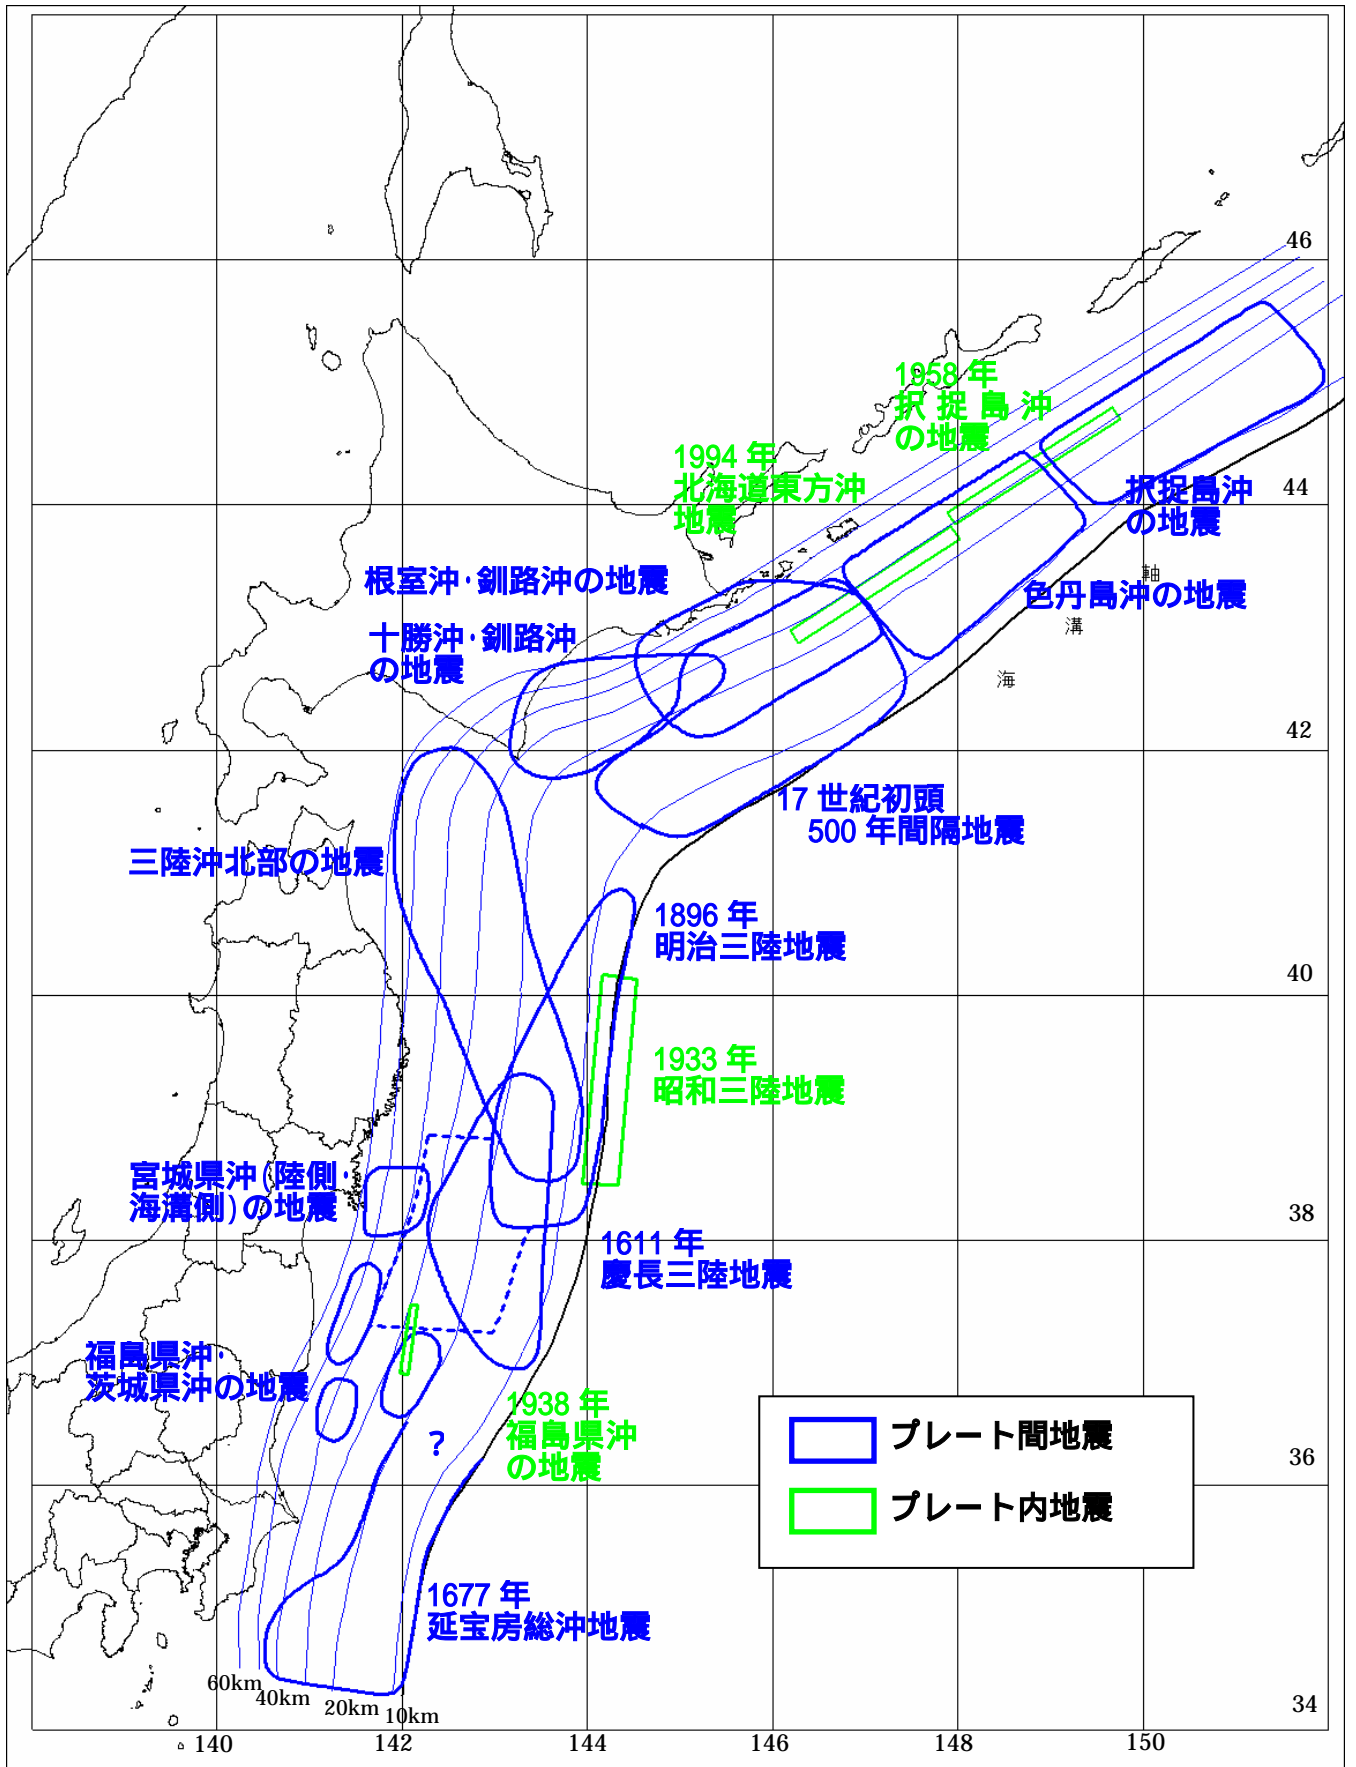 46
1958 年
択 捉 島 沖
の地震
1994 年
北海道東方沖
地震
択捉島沖
の地震
44
軸
根室沖・釧路沖の地震
色丹島沖の地震
十勝沖・釧路沖
の地震
溝
海
42
17 世紀初頭
500 年間隔地震
三陸沖北部の地震
1896 年
明治三陸地震
40
1933 年
昭和三陸地震
宮城県沖(陸側・
海溝側)の地震
38
1611 年
慶長三陸地震
福島県沖・
茨城県沖の地震
1938 年
福島県沖
の地震
?
プレート間地震
36
プレート内地震
1677 年
延宝房総沖地震
60km
40km
20km
10km
34
140
142
144
146
148
150